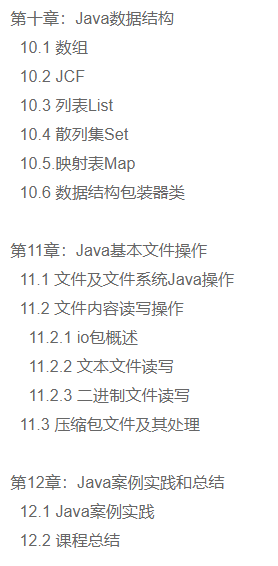 第十章：Java数据结构
10.1 数组
10.2 JCF
10.3 列表List
10.4 散列集Set
10.5.映射表Map
10.6 数据结构包装器类
第11章：Java基本文件操作
11.1 文件及文件系统Java操作
11.2 文件内容读写操作
11.2.1 io包概述
11.2.2 文本文件读写
11.2.3 二进制文件读写
11.3 压缩包文件及其处理
第12章：Java案例实践和总结
12.1 Java案例实践
12.2 课程总结